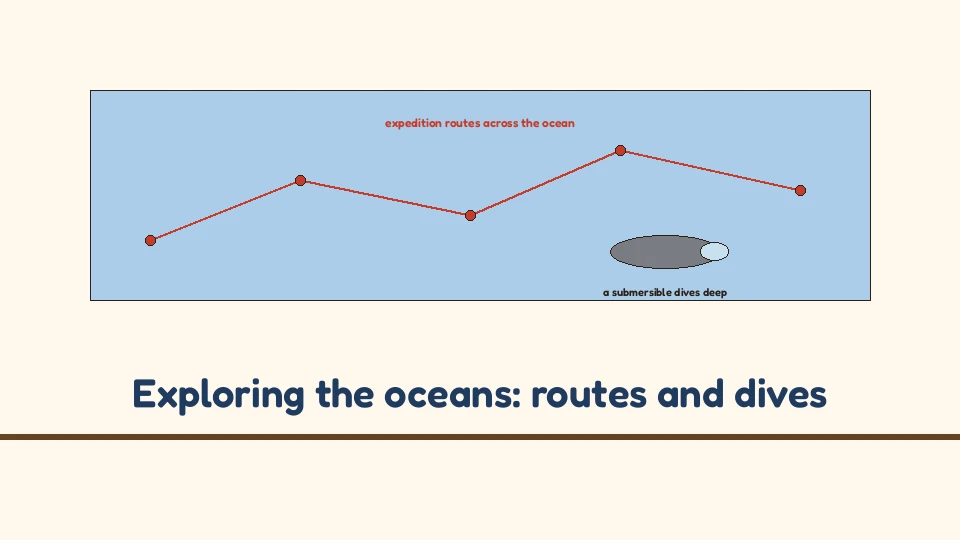 expedition routes across the ocean
a submersible dives deep
Exploring the oceans: routes and dives